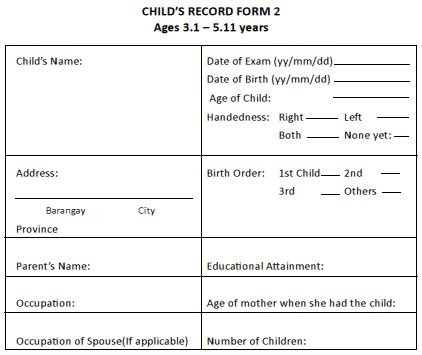 CHILD'S RECORD FORM 2
Ages 3.1 – 5.11 years
Child's Name:
Date of Exam (yy/mm/dd)
Date of Birth (yy/mm/dd)
Age of Child:
Handedness: Right Left
Both None yet:
Address:
Barangay City
Province
Birth Order: 1st Child 2nd
3rd Others
Parent's Name:
Educational Attainment:
Occupation:
Age of mother when she had the child:
Occupation of Spouse(If applicable)
Number of Children: